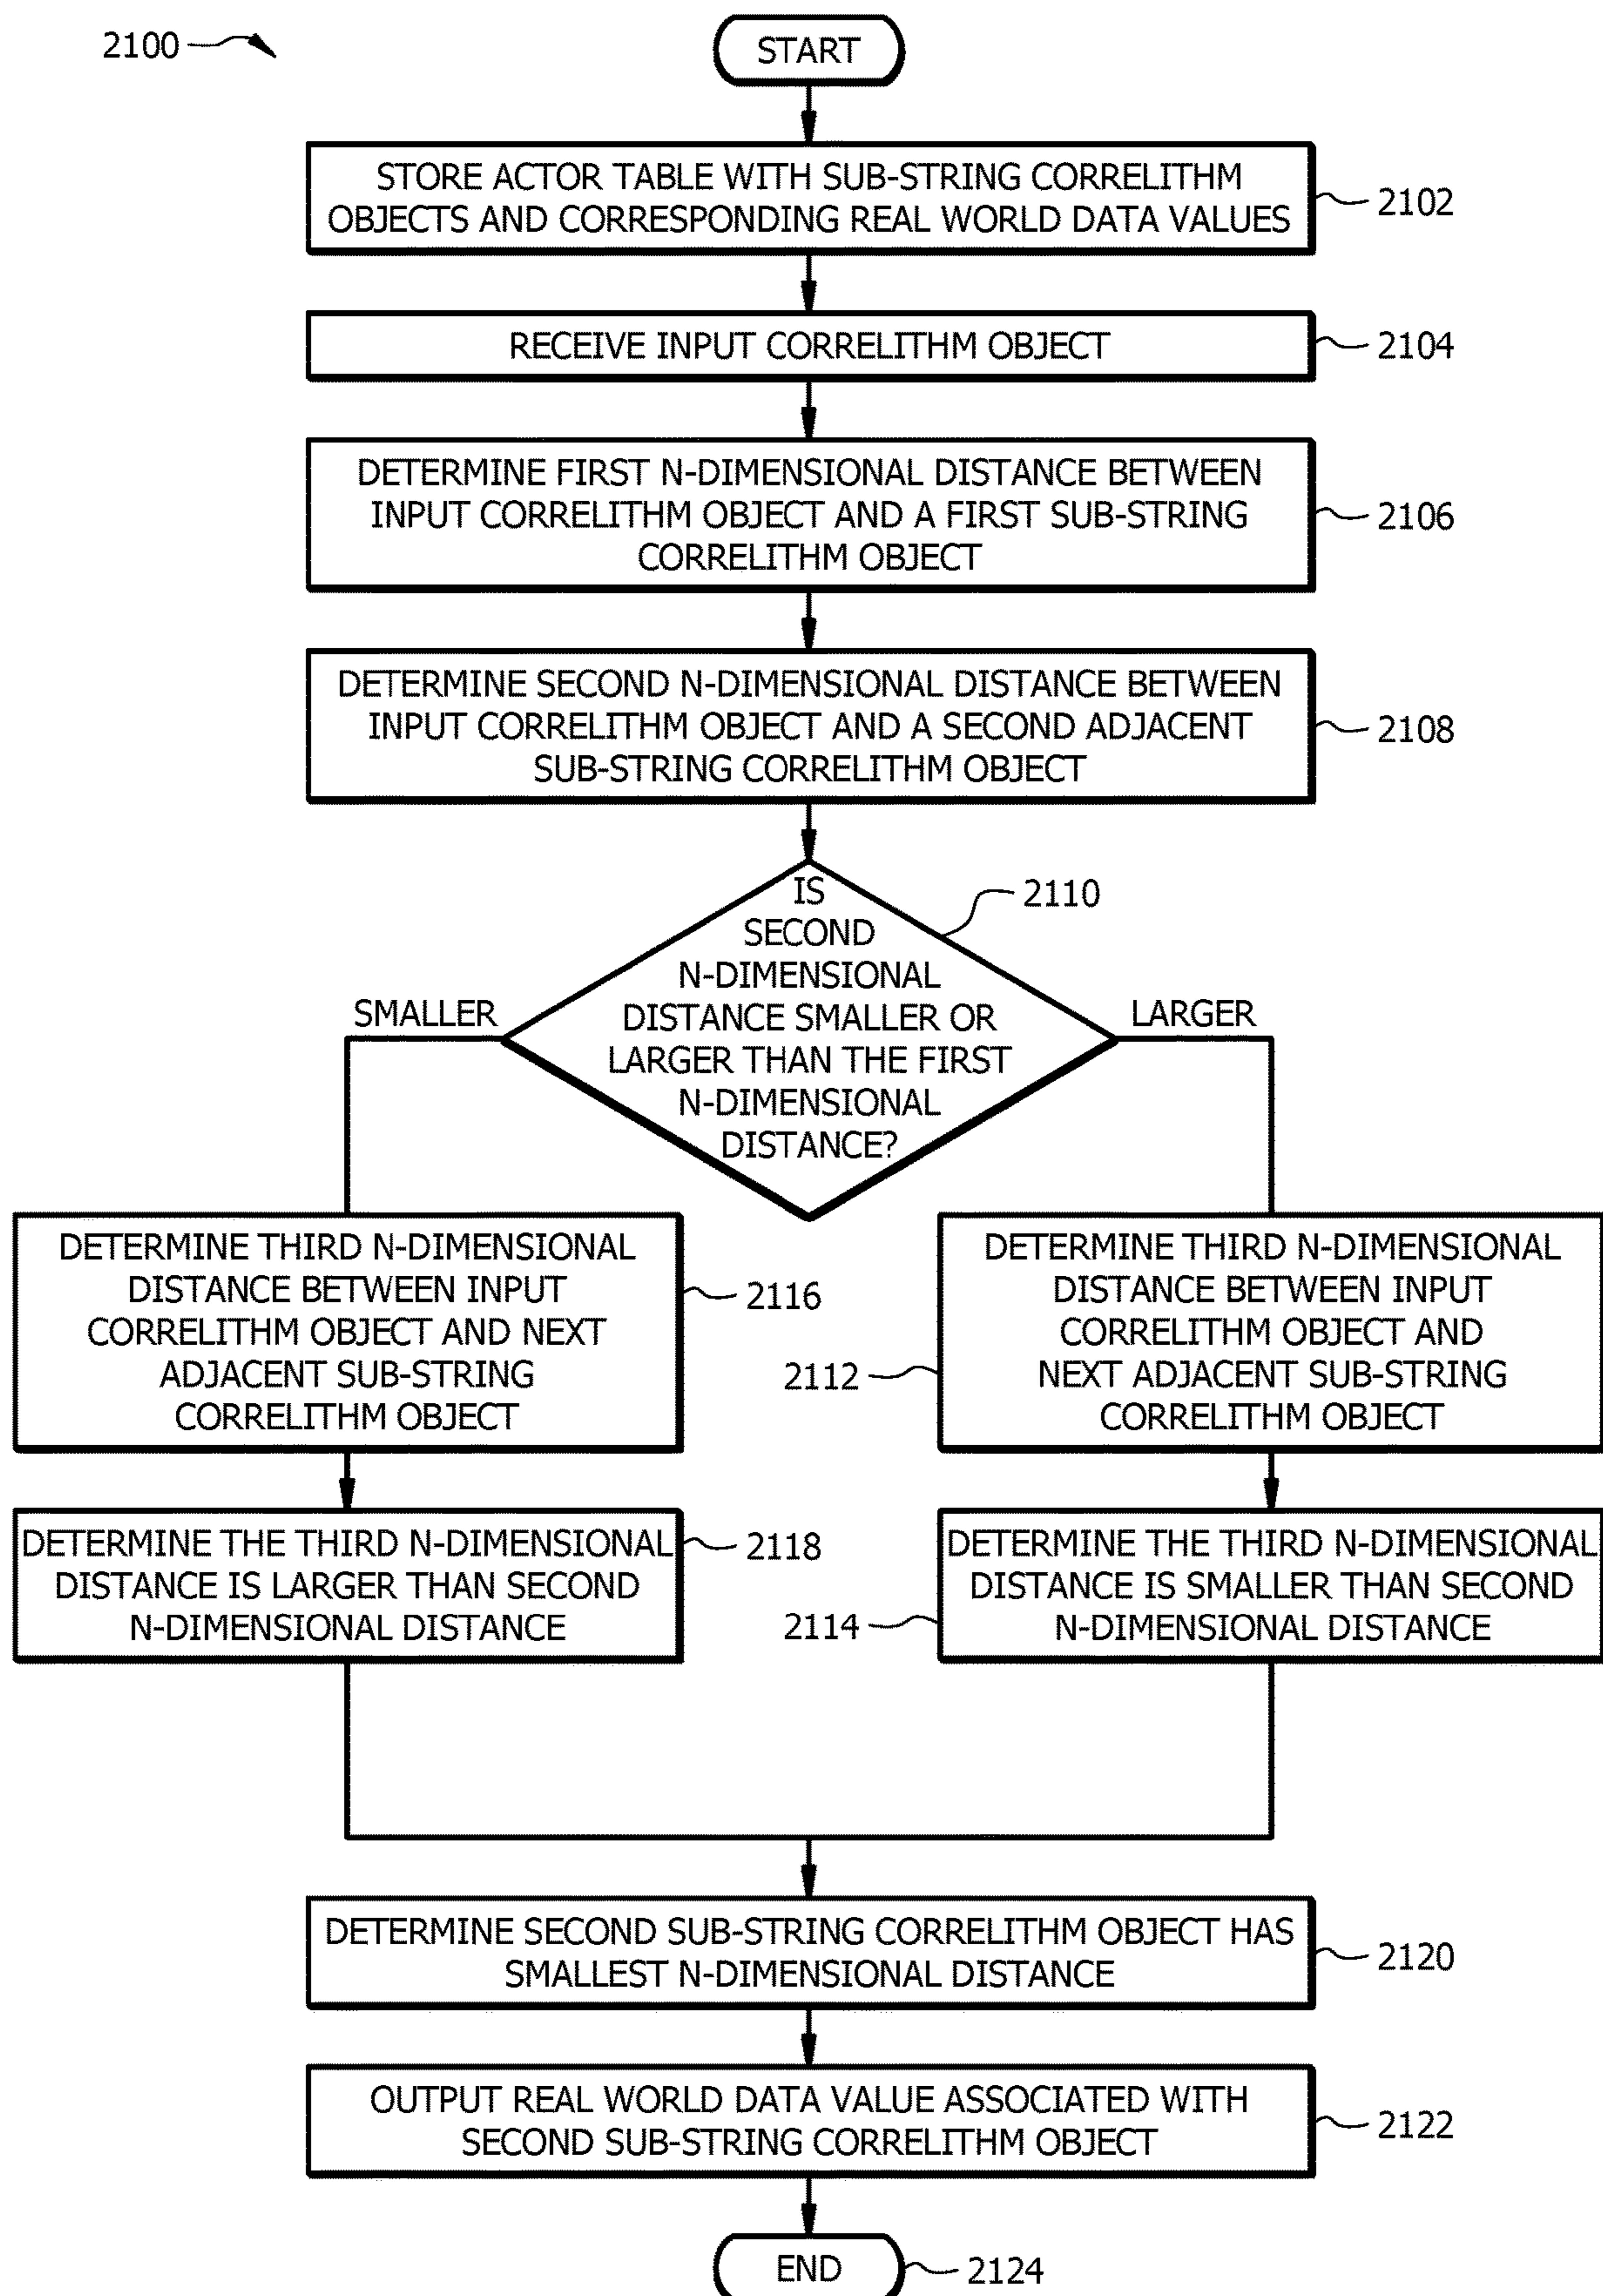 2100
START
STORE ACTOR TABLE WITH SUB-STRING CORRELITHM
OBJECTS AND CORRESPONDING REAL WORLD DATA VALUES
2102
RECEIVE INPUT CORRELITHM OBJECT
2104
DETERMINE FIRST N-DIMENSIONAL DISTANCE BETWEEN
INPUT CORRELITHM OBJECT AND A FIRST SUB-STRING
CORRELITHM OBJECT
2106
DETERMINE SECOND N-DIMENSIONAL DISTANCE BETWEEN
INPUT CORRELITHM OBJECT AND A SECOND ADJACENT
SUB-STRING CORRELITHM OBJECT
2108
IS
SECOND
N-DIMENSIONAL
DISTANCE SMALLER OR
LARGER THAN THE FIRST
N-DIMENSIONAL
DISTANCE?
2110
SMALLER
LARGER
DETERMINE THIRD N-DIMENSIONAL
DISTANCE BETWEEN INPUT
CORRELITHM OBJECT AND NEXT
ADJACENT SUB-STRING
CORRELITHM OBJECT
2116
DETERMINE THIRD N-DIMENSIONAL
DISTANCE BETWEEN INPUT
CORRELITHM OBJECT AND
NEXT ADJACENT SUB-STRING
CORRELITHM OBJECT
2112
DETERMINE THE THIRD N-DIMENSIONAL
DISTANCE IS LARGER THAN SECOND
N-DIMENSIONAL DISTANCE
2118
DETERMINE THE THIRD N-DIMENSIONAL
DISTANCE IS SMALLER THAN SECOND
N-DIMENSIONAL DISTANCE
2114
DETERMINE SECOND SUB-STRING CORRELITHM OBJECT HAS
SMALLEST N-DIMENSIONAL DISTANCE
2120
OUTPUT REAL WORLD DATA VALUE ASSOCIATED WITH
SECOND SUB-STRING CORRELITHM OBJECT
2122
END
2124